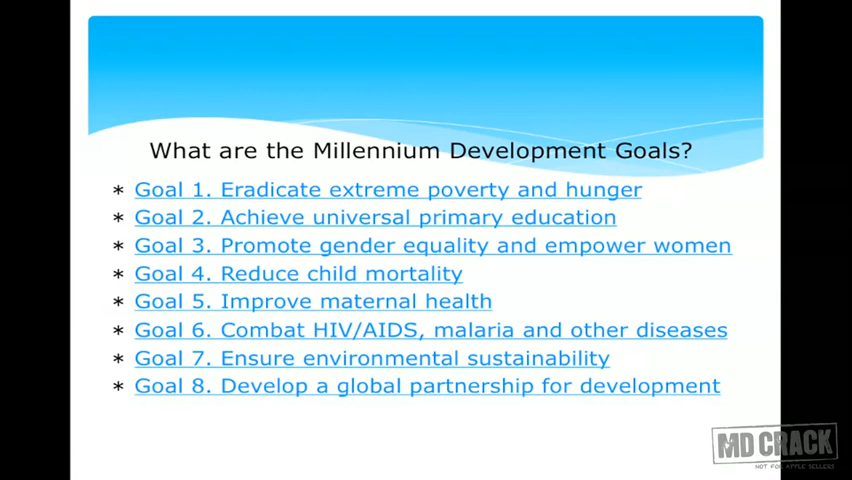 What are the Millennium Development Goals?
* Goal 1. Eradicate extreme poverty and hunger
* Goal 2. Achieve universal primary education
* Goal 3. Promote gender equality and empower women
* Goal 4. Reduce child mortality
* Goal 5. Improve maternal health
* Goal 6. Combat HIV/AIDS, malaria and other diseases
* Goal 7. Ensure environmental sustainability
* Goal 8. Develop a global partnership for development
MD CRACK
NOT FOR APPLE SELLERS